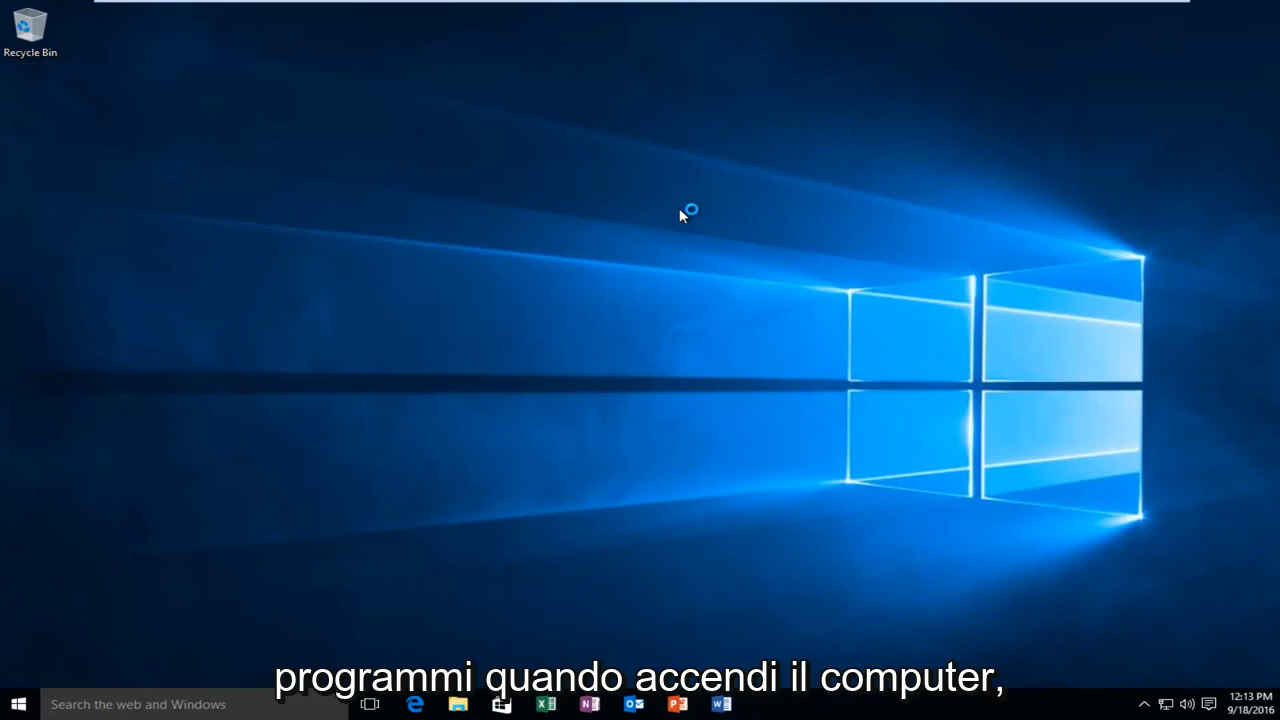 Recycle Bin
programmi quando accendi il computer,
Search the web and Windows
12:13 PM
9/18/2016